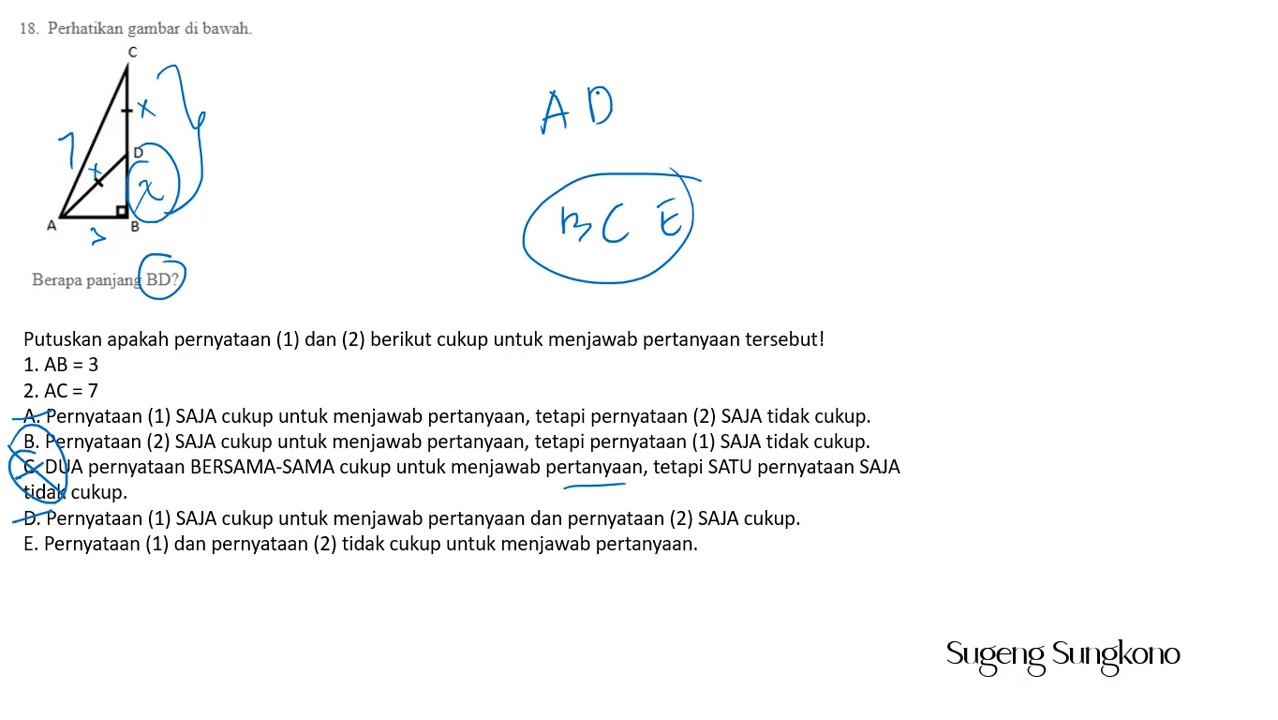 18. Perhatikan gambar di bawah.
C
x
7
D
x
x
A
B
3
A D
B C E
Berapa panjang BD?
Putuskan apakah pernyataan (1) dan (2) berikut cukup untuk menjawab pertanyaan tersebut!
1. AB = 3
2. AC = 7
A. Pernyataan (1) SAJA cukup untuk menjawab pertanyaan, tetapi pernyataan (2) SAJA tidak cukup.
B. Pernyataan (2) SAJA cukup untuk menjawab pertanyaan, tetapi pernyataan (1) SAJA tidak cukup.
C. DUA pernyataan BERSAMA-SAMA cukup untuk menjawab pertanyaan, tetapi SATU pernyataan SAJA
tidak cukup.
D. Pernyataan (1) SAJA cukup untuk menjawab pertanyaan dan pernyataan (2) SAJA cukup.
E. Pernyataan (1) dan pernyataan (2) tidak cukup untuk menjawab pertanyaan.
Sugeng Sungkono